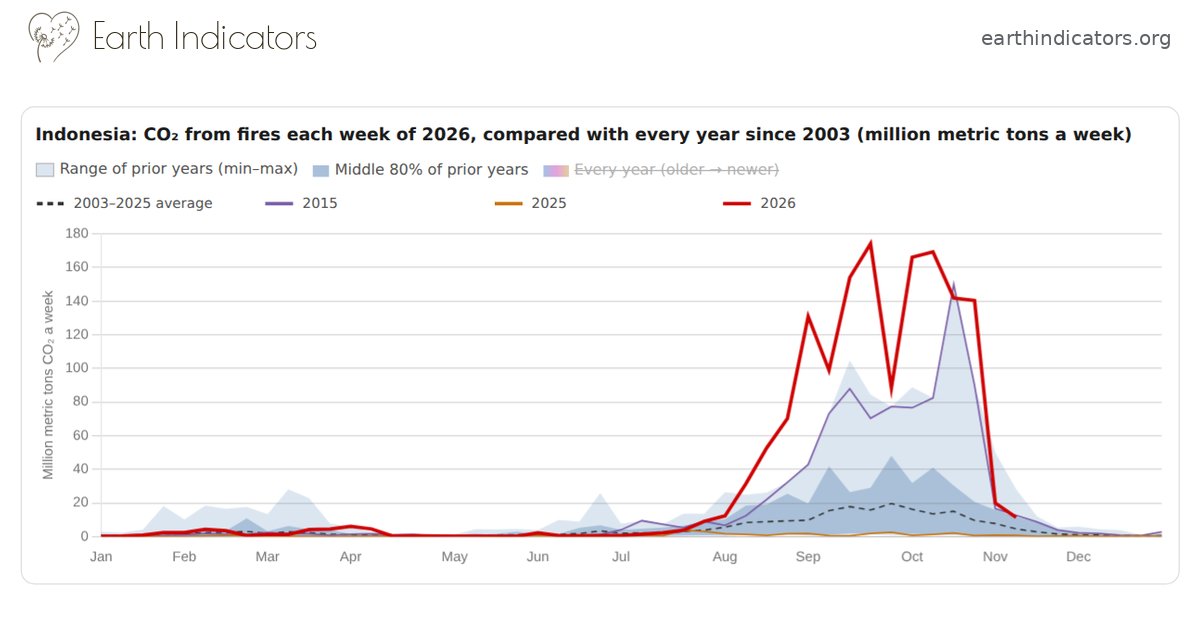 Earth Indicators
earthindicators.org
Indonesia: CO₂ from fires each week of 2026, compared with every year since 2003 (million metric tons a week)
Range of prior years (min–max) Middle 80% of prior years Every year (older → newer)
2003–2025 average 2015 2025 2026
Million metric tons CO₂ a week
180
160
140
120
100
80
60
40
20
0
Jan Feb Mar Apr May Jun Jul Aug Sep Oct Nov Dec